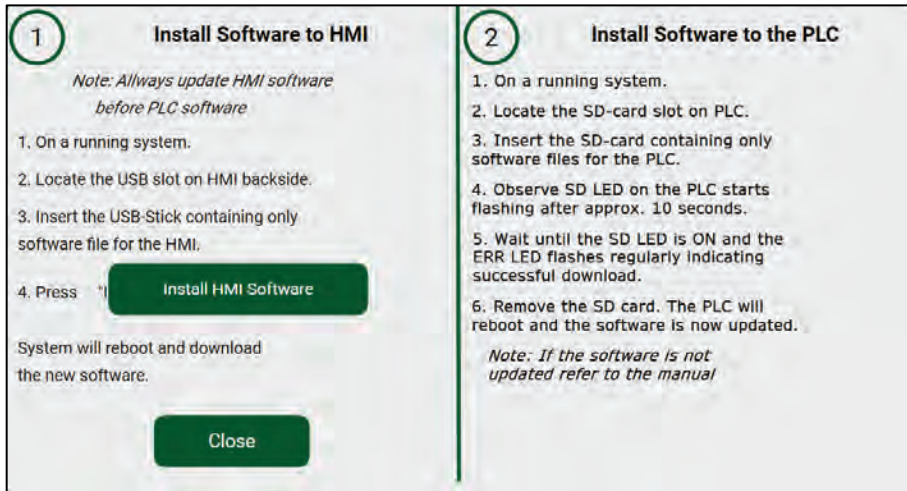 1
Install Software to HMI
Note: Allways update HMI software
before PLC software
1. On a running system.
2. Locate the USB slot on HMI backside.
3. Insert the USB-Stick containing only
software file for the HMI.
4. Press "I
Install HMI Software
System will reboot and download
the new software.
Close
2
Install Software to the PLC
1. On a running system.
2. Locate the SD-card slot on PLC.
3. Insert the SD-card containing only
software files for the PLC.
4. Observe SD LED on the PLC starts
flashing after approx. 10 seconds.
5. Wait until the SD LED is ON and the
ERR LED flashes regularly indicating
successful download.
6. Remove the SD card. The PLC will
reboot and the software is now updated.
Note: If the software is not
updated refer to the manual